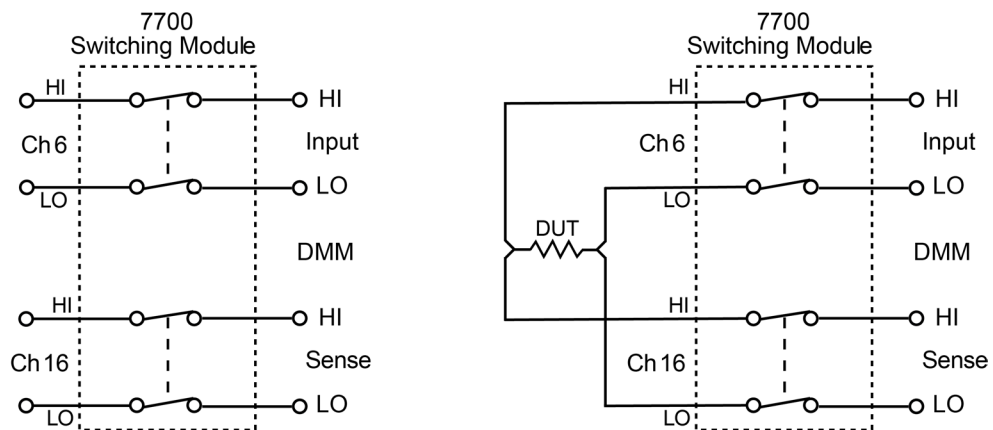 7700
Switching Module
HI
HI
Ch 6
Input
LO
LO
DMM
HI
HI
Ch 16
Sense
LO
LO
7700
Switching Module
HI
HI
Ch 6
Input
LO
LO
DUT
DMM
HI
HI
Ch 16
Sense
LO
LO